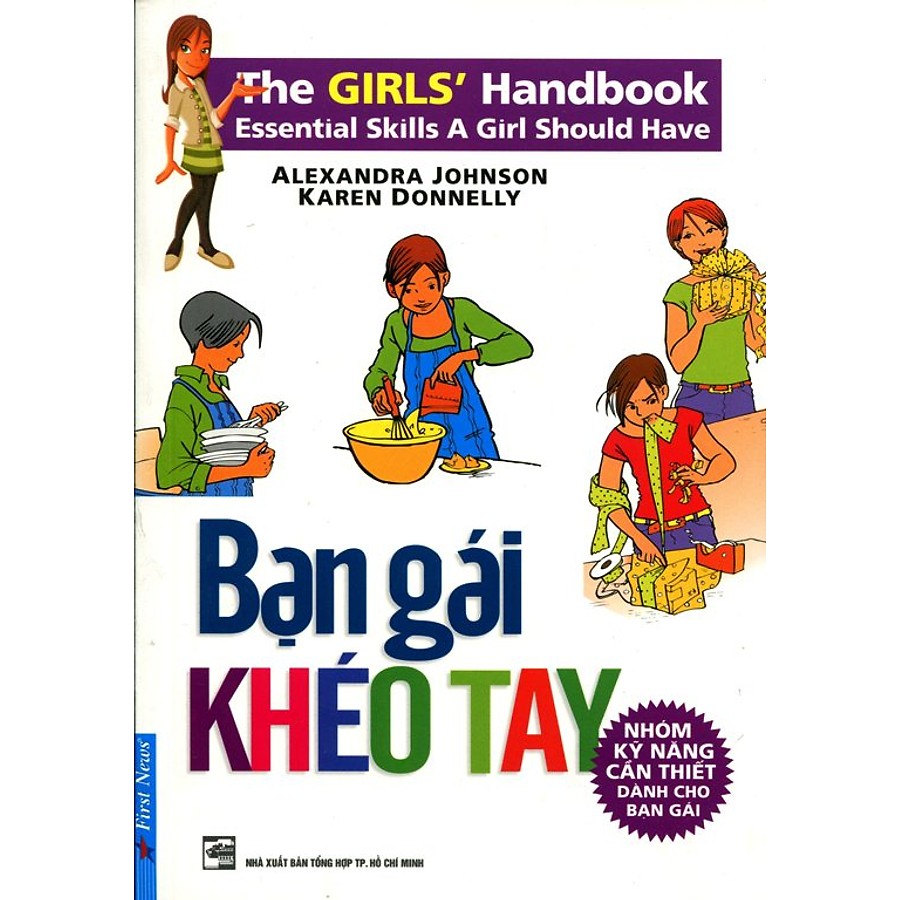 The GIRLS' Handbook
Essential Skills A Girl Should Have
ALEXANDRA JOHNSON
KAREN DONNELLY
Bạn gái
KHÉO TAY
NHÓM
KỸ NĂNG
CẦN THIẾT
DÀNH CHO
BẠN GÁI
First News®
NHÀ XUẤT BẢN TỔNG HỢP TP. HỒ CHÍ MINH